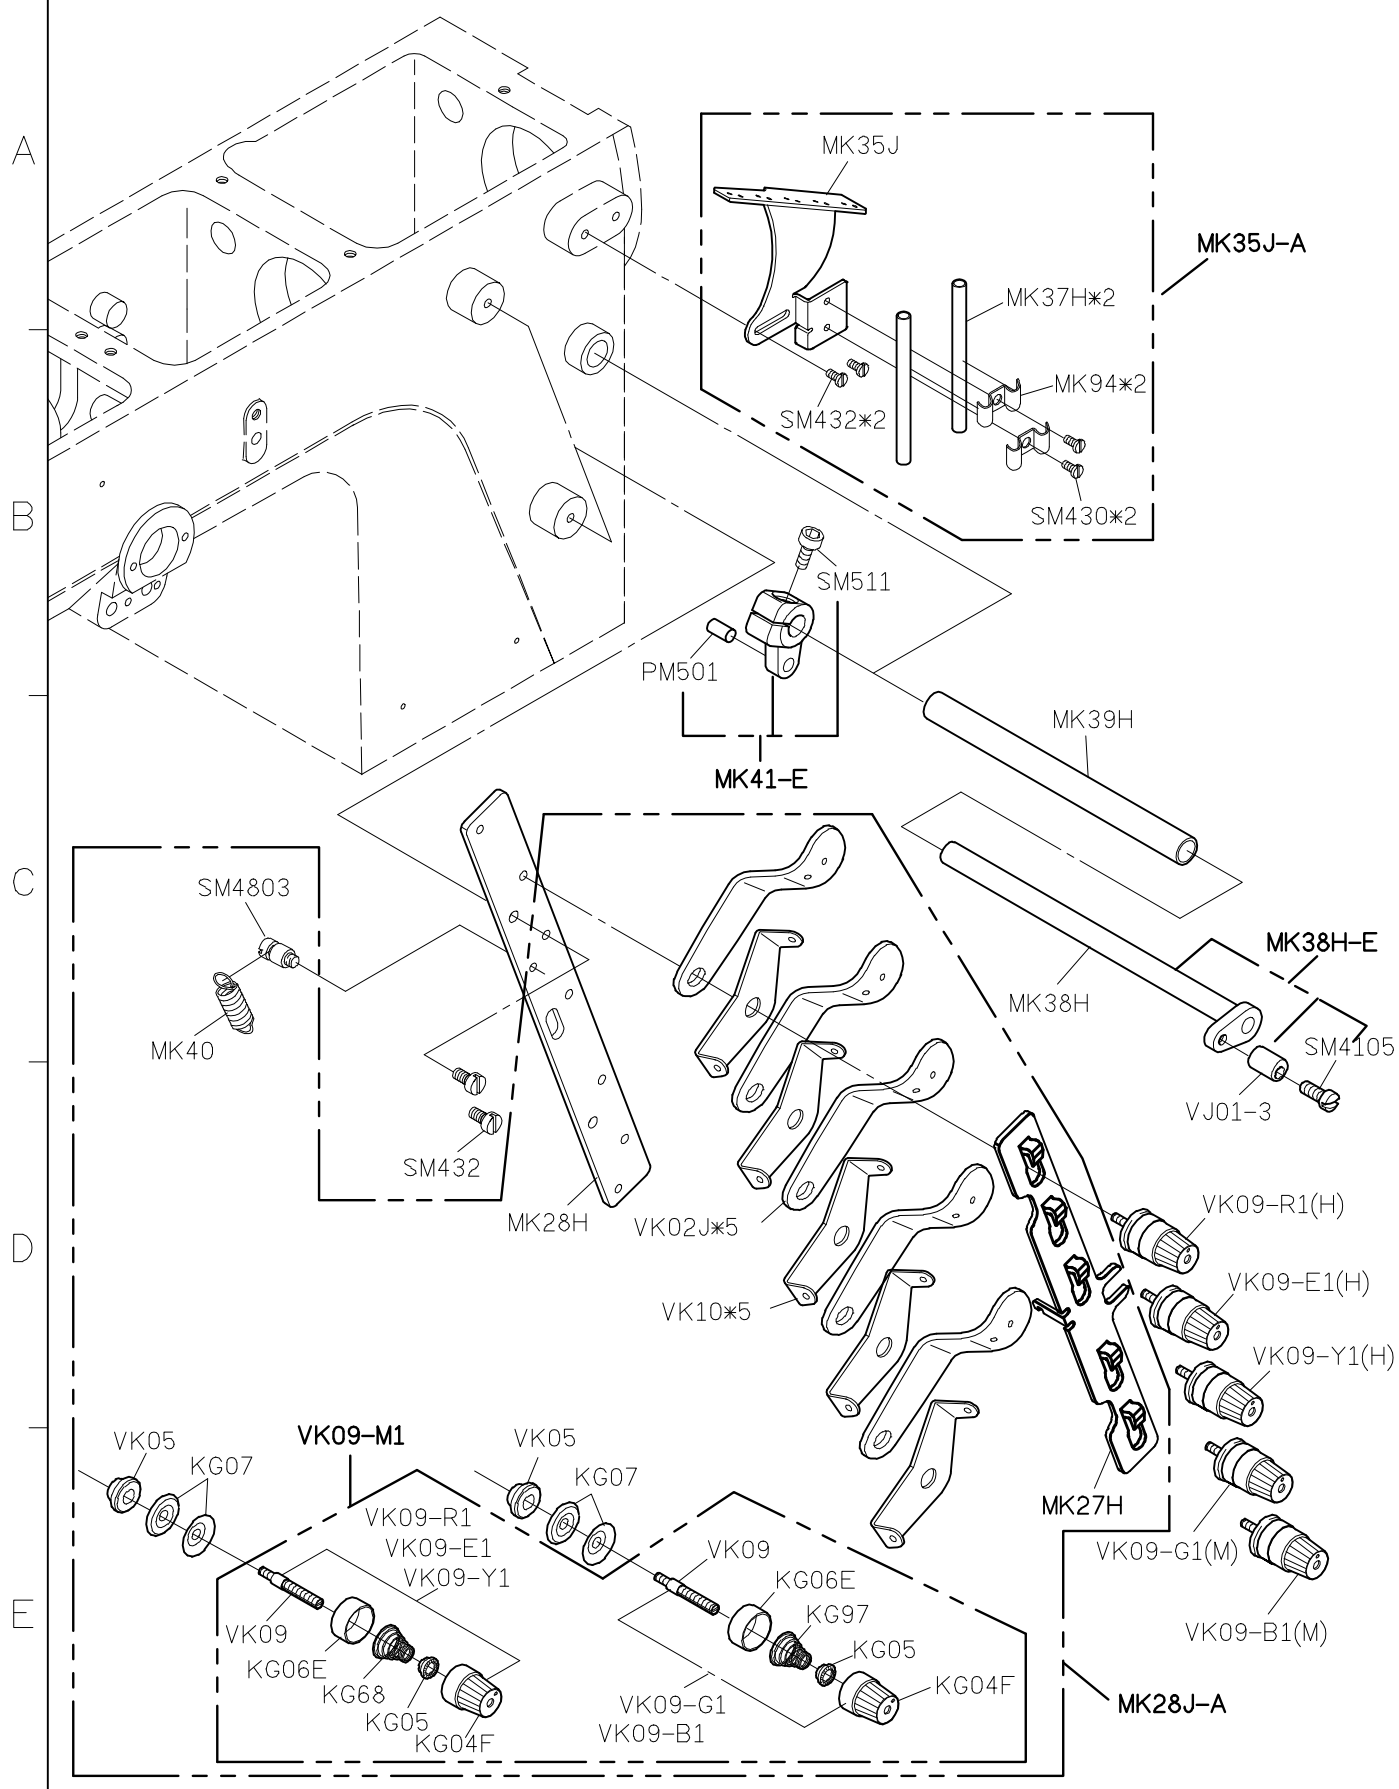 A
MK35J
MK35J-A
MK37H*2
MK94*2
SM432*2
B
SM430*2
SM511
PM501
MK39H
MK41-E
C
SM4803
MK38H-E
MK38H
MK40
SM4105
VJ01-3
SM432
VK09-R1(H)
MK28H
VK02J*5
D
VK09-E1(H)
VK10*5
VK09-Y1(H)
VK09-M1
VK05
VK05
KG07
KG07
MK27H
VK09-R1
VK09-E1
VK09-Y1
VK09
VK09-G1(M)
KG06E
E
KG97
VK09
VK09-B1(M)
KG05
KG06E
KG04F
KG68
VK09-G1
MK28J-A
KG05
VK09-B1
KG04F